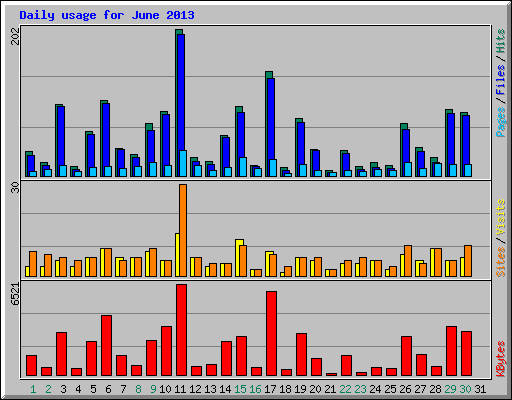 Daily usage for June 2013
202
Pages/Files/Hits
30
Sites/Visits
6521
KBytes
1 2 3 4 5 6 7 8 9 10 11 12 13 14 15 16 17 18 19 20 21 22 23 24 25 26 27 28 29 30 31